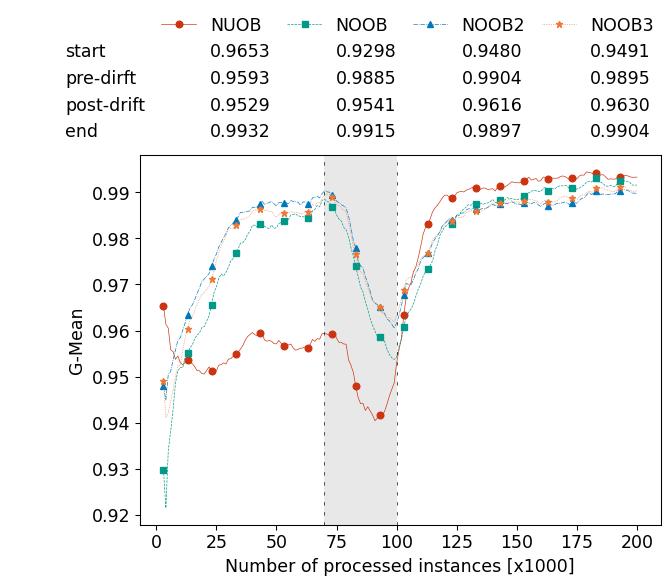 NUOB NOOB NOOB2 NOOB3
start 0.9653 0.9298 0.9480 0.9491
pre-dirft 0.9593 0.9885 0.9904 0.9895
post-drift 0.9529 0.9541 0.9616 0.9630
end 0.9932 0.9915 0.9897 0.9904
0.99
0.98
0.97
0.96
0.95
0.94
0.93
0.92
G-Mean
0 25 50 75 100 125 150 175 200
Number of processed instances [x1000]